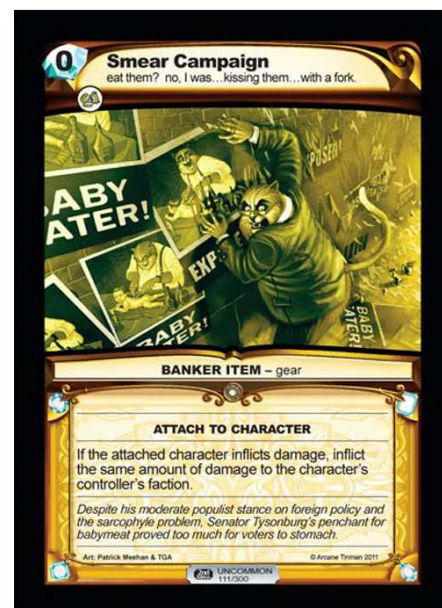 0
Smear Campaign
eat them? no, I was...kissing them...with a fork.
BABY
EATER!
EXP
POSER!
BABY
EATER!
BABY
EATER!
BANKER ITEM – gear
ATTACH TO CHARACTER
If the attached character inflicts damage, inflict
the same amount of damage to the character's
controller's faction.
Despite his moderate populist stance on foreign policy and
the sarcophyle problem, Senator Tysonburg's penchant for
babymeat proved too much for voters to stomach.
Art: Patrick Meehan & TGA
© Arcane Tinmen 2011
2nd
UNCOMMON
111/300